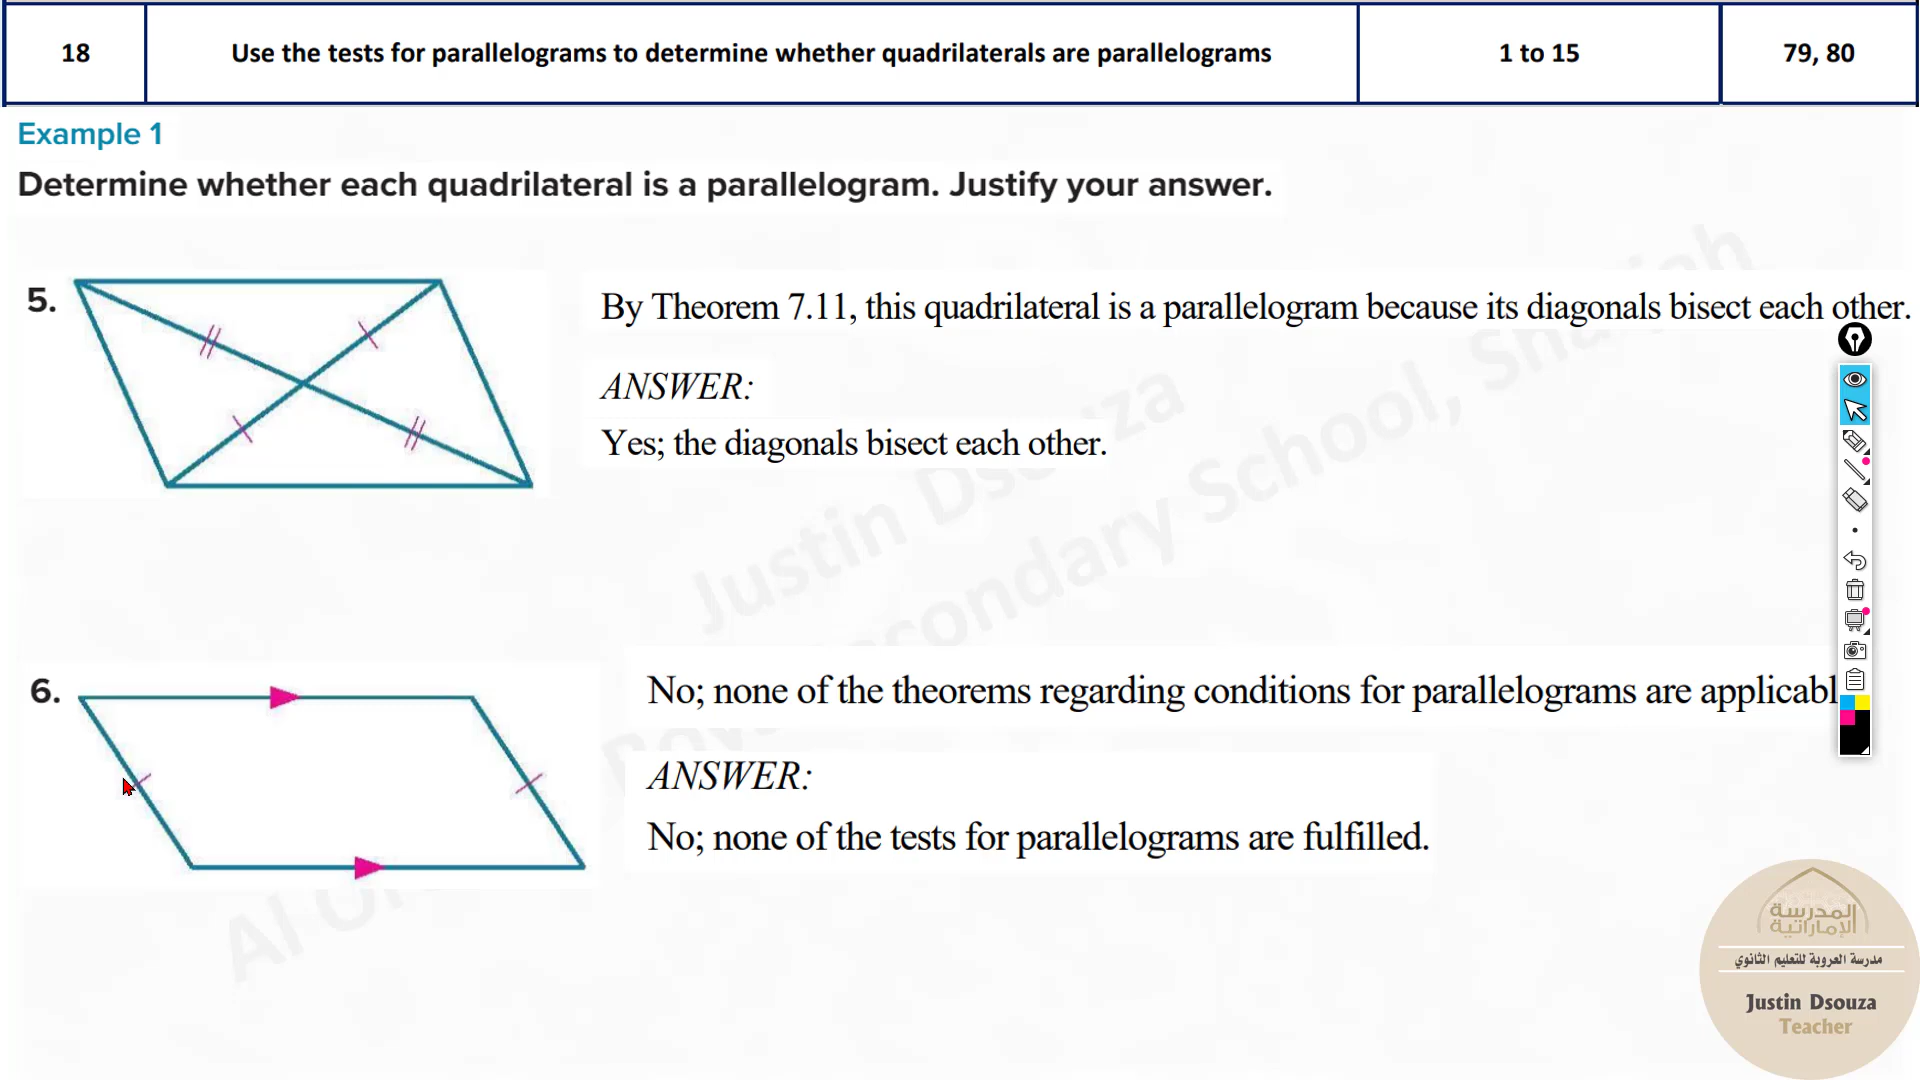 18
Use the tests for parallelograms to determine whether quadrilaterals are parallelograms
1 to 15
79, 80
Example 1
Determine whether each quadrilateral is a parallelogram. Justify your answer.
5.
By Theorem 7.11, this quadrilateral is a parallelogram because its diagonals bisect each other.
ANSWER:
Yes; the diagonals bisect each other.
Justin
School,
6.
No; none of the theorems regarding conditions for parallelograms are applicabl
ANSWER:
No; none of the tests for parallelograms are fulfilled.
المدرسة
الإماراتية
مدرسة العروبة للتعليم الثانوي
Justin Dsouza
Teacher